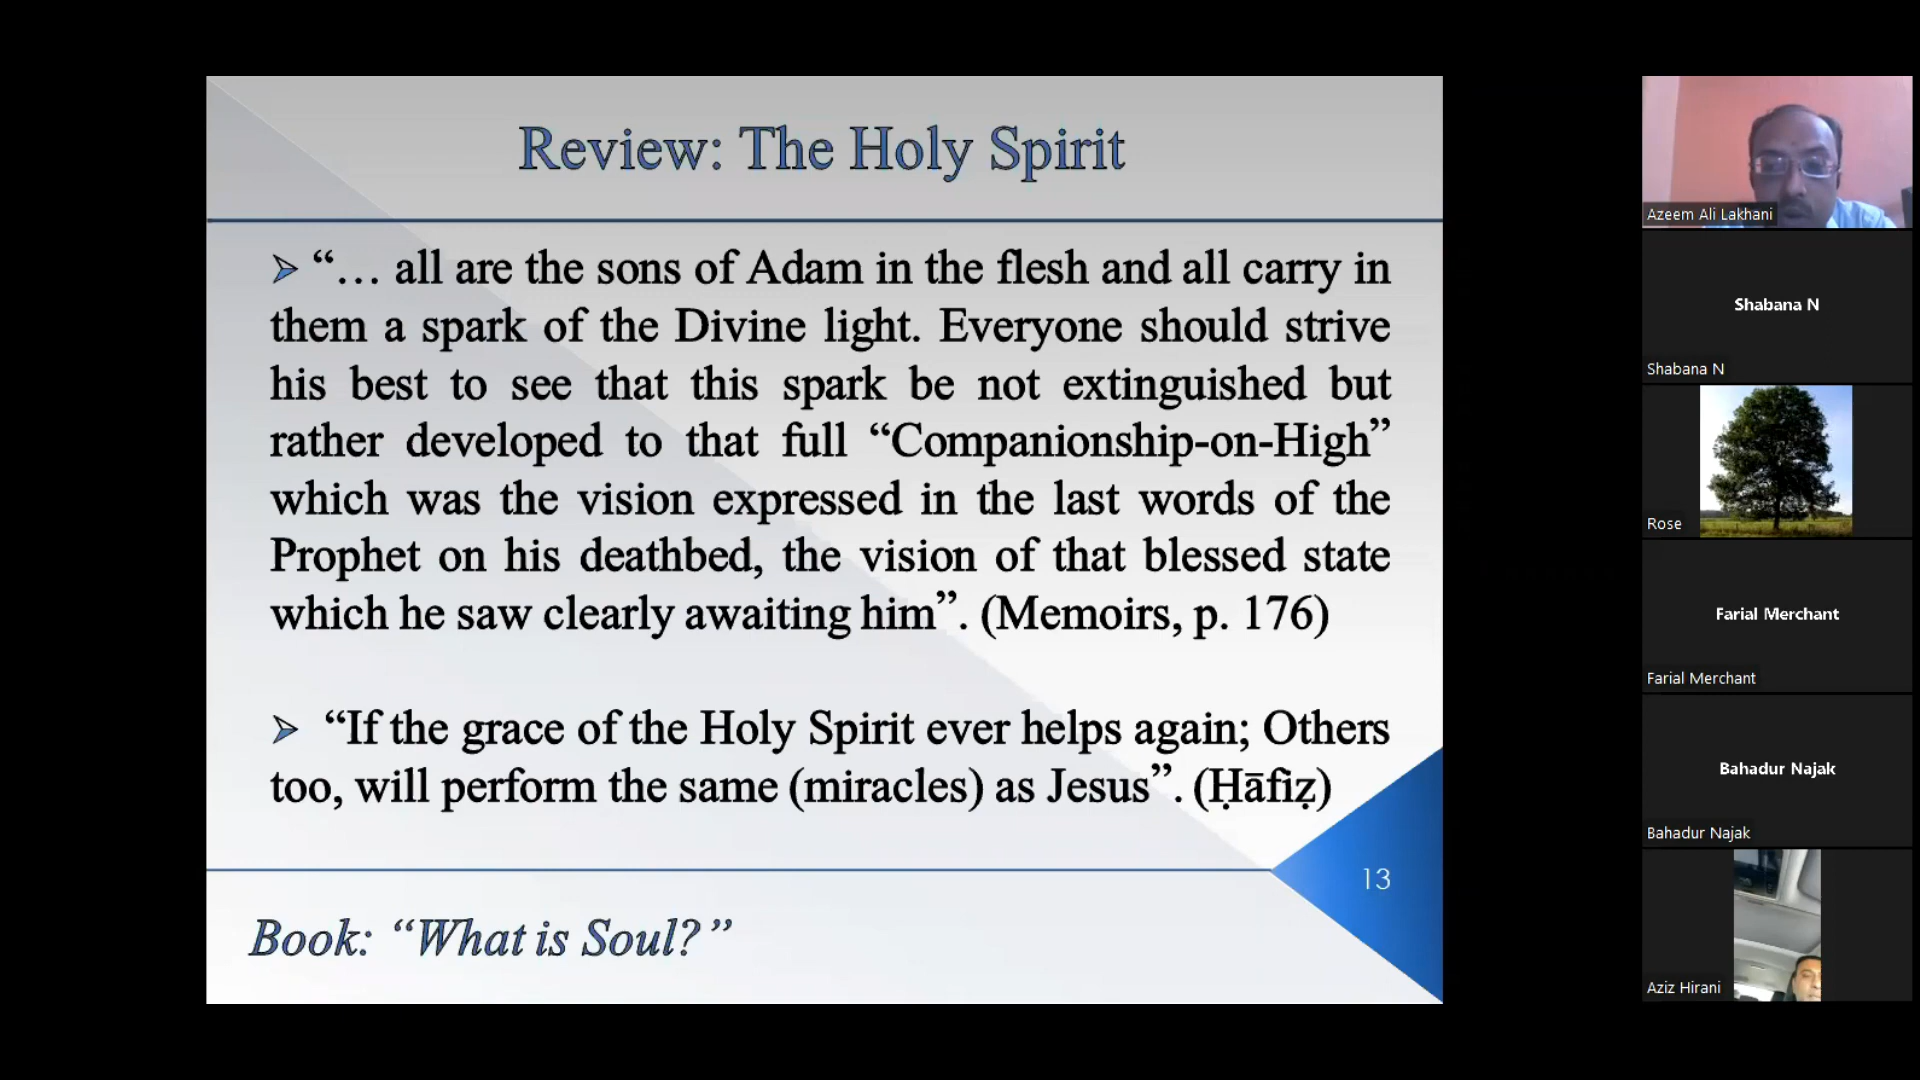 Review: The Holy Spirit
“… all are the sons of Adam in the flesh and all carry in
them a spark of the Divine light. Everyone should strive
his best to see that this spark be not extinguished but
rather developed to that full “Companionship-on-High”
which was the vision expressed in the last words of the
Prophet on his deathbed, the vision of that blessed state
which he saw clearly awaiting him”. (Memoirs, p. 176)
“If the grace of the Holy Spirit ever helps again; Others
too, will perform the same (miracles) as Jesus”. (Ḥāfiẓ)
13
Book: “What is Soul?”
Azeem Ali Lakhani
Shabana N
Shabana N
Rose
Farial Merchant
Farial Merchant
Bahadur Najak
Bahadur Najak
Aziz Hirani